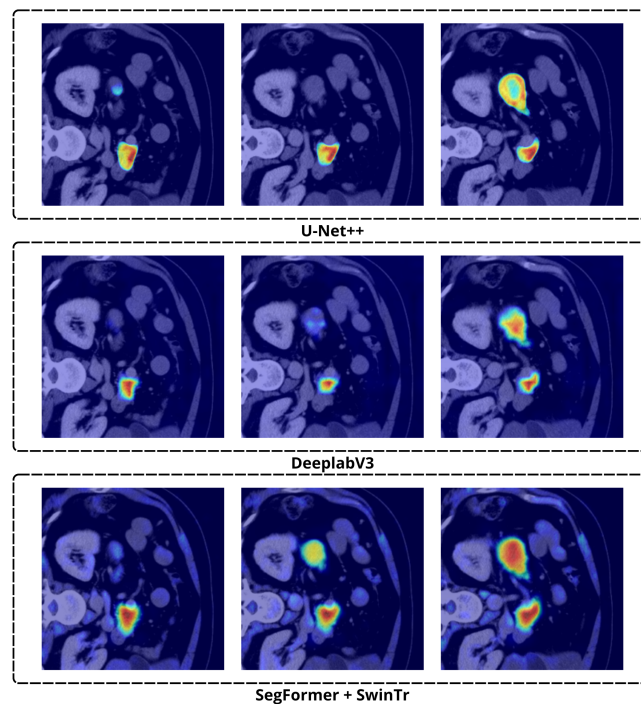 U-Net++
DeeplabV3
SegFormer + SwinTr